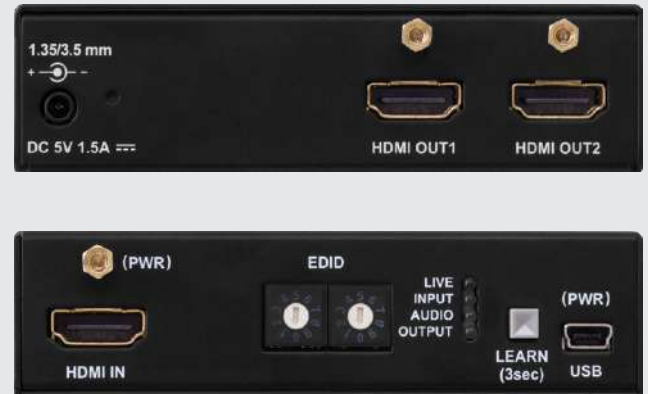 1.35/3.5 mm
+ - -
DC 5V 1.5A
HDMI OUT1
HDMI OUT2
(PWR)
HDMI IN
EDID
LIVE
INPUT
AUDIO
OUTPUT
LEARN
(3sec)
(PWR)
USB